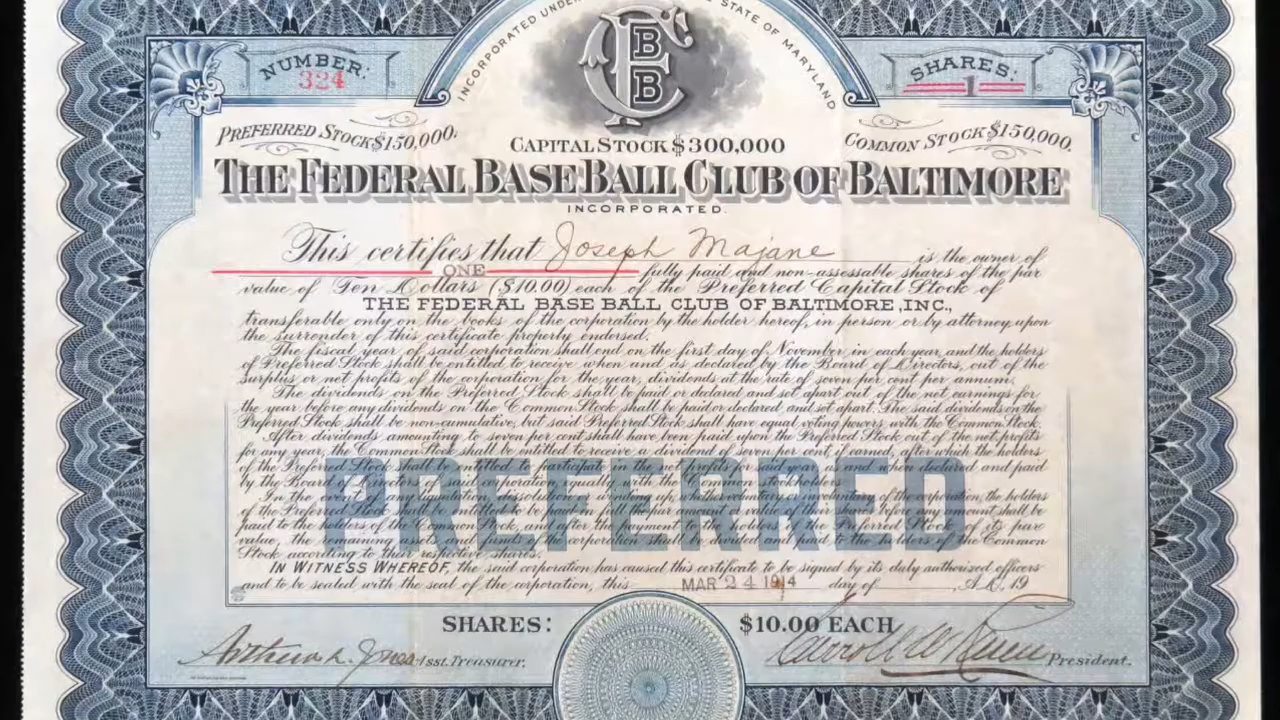 INCORPORATED UNDER STATE OF MARYLAND
NUMBER: 324
SHARES: 1
CFBB
PREFERRED STOCK $150,000.
CAPITAL STOCK $300,000
COMMON STOCK $150,000.
THE FEDERAL BASE BALL CLUB OF BALTIMORE
INCORPORATED.
This certifies that Joseph Majane is the owner of
ONE fully paid and non-assessable shares of the par
value of Ten Dollars ($10.00) each of the Preferred Capital Stock of
THE FEDERAL BASE BALL CLUB OF BALTIMORE, INC.,
transferable only on the books of the corporation by the holder hereof, in person or by attorney upon
the surrender of this certificate properly endorsed.
The fiscal year of said corporation shall end on the first day of November in each year, and the holders
of Preferred Stock shall be entitled to receive when and as declared by the Board of Directors, out of the
surplus or net profits of the corporation for the year, dividends at the rate of seven per cent per annum.
The dividends on the Preferred Stock shall be paid or declared and set apart out of the net earnings for
the year before any dividends on the Common Stock shall be paid or declared and set apart. The said dividends on the
Preferred Stock shall be non-cumulative, but said Preferred Stock shall have equal voting powers with the Common Stock.
After dividends amounting to seven per cent shall have been paid upon the Preferred Stock out of the net profits
for any year, the Common Stock shall be entitled to receive a dividend of seven per cent, if earned, after which the holders
of the Preferred Stock shall be entitled to participate in the net profits for said year as and when declared and paid
by the Board of Directors of said corporation equally with the Common Stockholders.
In the event of any liquidation, dissolution or winding up, whether voluntary or involuntary of the corporation, the holders
of the Preferred Stock shall be entitled to be paid in full the par amount or value of their shares before any amount shall be
paid to the holders of the Common Stock, and after the payment to the holders of the Preferred Stock of its pare
value, the remaining assets and funds of the corporation shall be divided and paid to the holders of the Common
Stock according to their respective shares.
PREFERRED
IN WITNESS WHEREOF, the said corporation has caused this certificate to be signed by its duly authorized officers
and to be sealed with the seal of the corporation, this MAR 24 1914 day of A.D. 19
SHARES: $10.00 EACH
Arthur R. Jones Asst. Treasurer.
President.